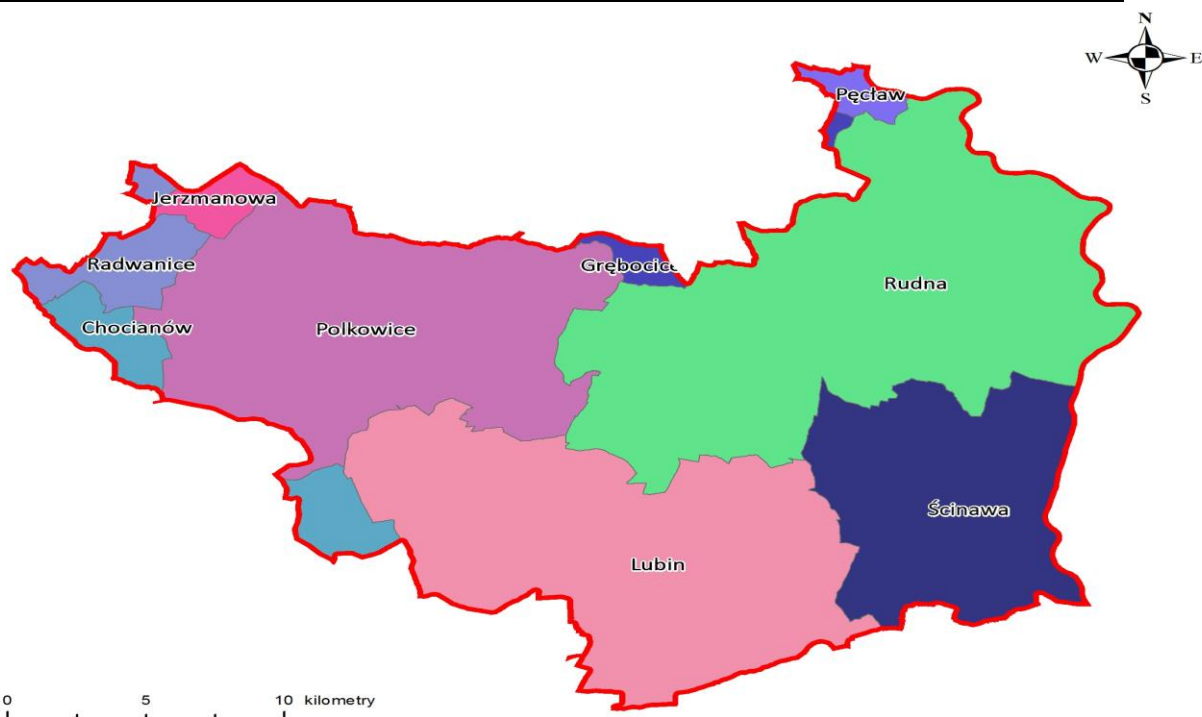 N
W E
S
Pęcław
Jerzmanowa
Radwanice
Grębocice
Rudna
Chocianów
Polkowice
Ścinawa
Lubin
0 5 10 kilometry